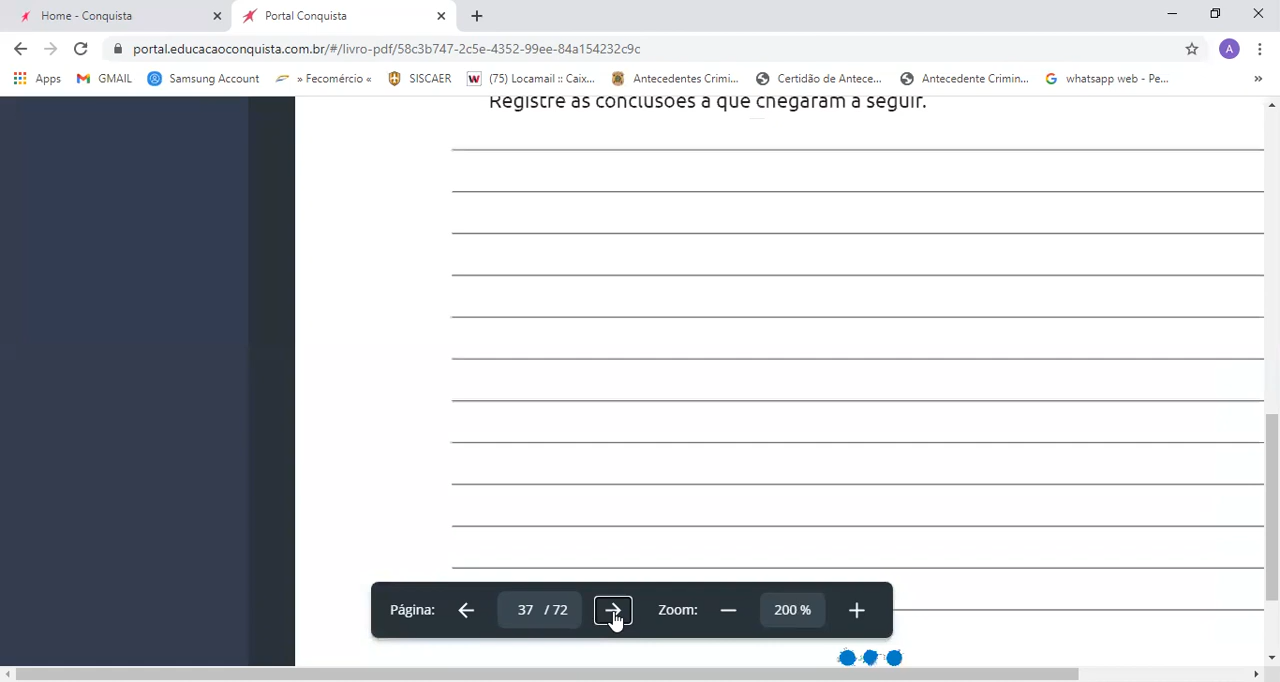 Home - Conquista
Portal Conquista
portal.educacaoconquista.com.br/#/livro-pdf/58c3b747-2c5e-4352-99ee-84a154232c9c
A
Apps
GMAIL
Samsung Account
» Fecomércio «
SISCAER
W (75) Locamail :: Caix...
Antecedentes Crimi...
Certidão de Antece...
Antecedente Crimin...
G whatsapp web - Pe...
»
Registre as conclusões a que chegaram a seguir.
Página: 37 / 72 Zoom: 200 %